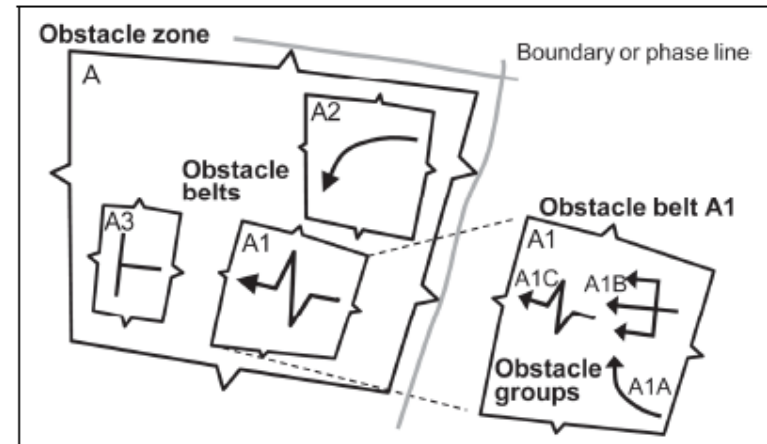 Obstacle zone
Boundary or phase line
A
A2
Obstacle
belts
A3
A1
Obstacle belt A1
A1
A1C
A1B
Obstacle
groups
A1A